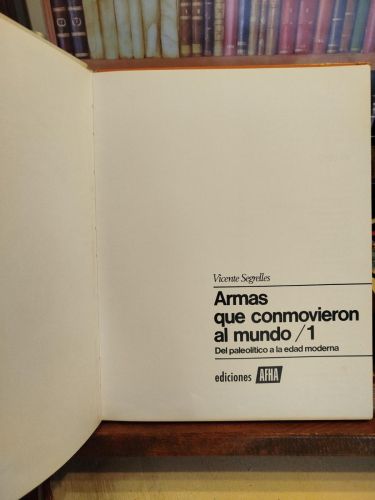 Vicente Segrelles
Armas
que conmovieron
al mundo/1
Del paleolítico a la edad moderna
ediciones AFHA